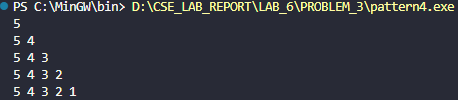 PS C:\MinGW\bin> D:\CSE_LAB_REPORT\LAB_6\PROBLEM_3\pattern4.exe
5
5 4
5 4 3
5 4 3 2
5 4 3 2 1